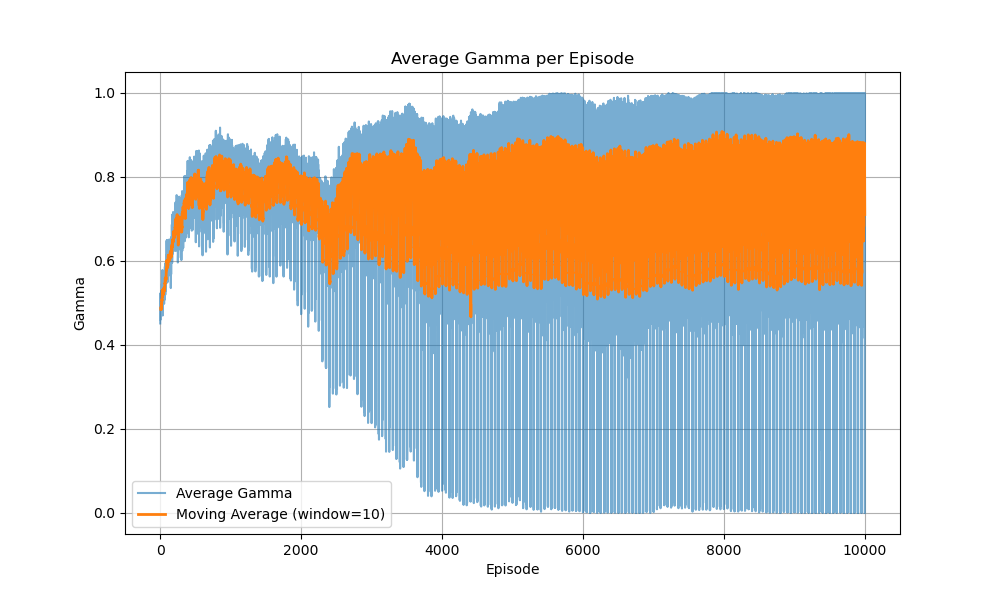 Average Gamma per Episode
1.0
0.8
0.6
0.4
0.2
0.0
Gamma
Average Gamma
Moving Average (window=10)
0 2000 4000 6000 8000 10000
Episode